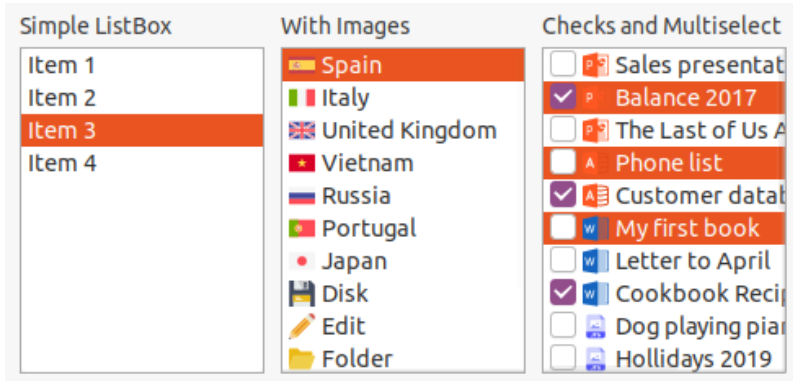 Simple ListBox
Item 1
Item 2
Item 3
Item 4
With Images
Spain
Italy
United Kingdom
Vietnam
Russia
Portugal
Japan
Disk
Edit
Folder
Checks and Multiselect
Sales presentat
Balance 2017
The Last of Us A
Phone list
Customer datab
My first book
Letter to April
Cookbook Recip
Dog playing pian
Hollidays 2019